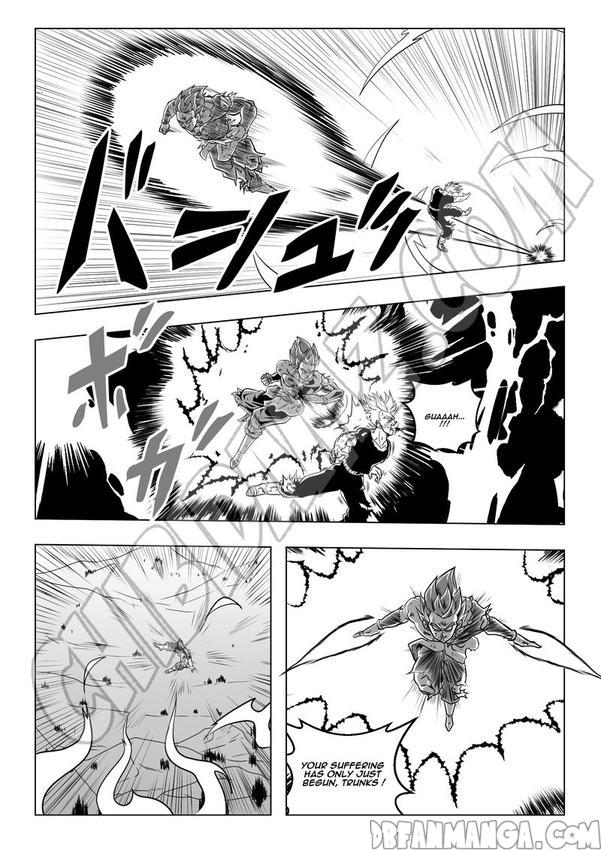 バシュッ
ボガ
GUAAAH...
!!!
YOUR SUFFERING
HAS ONLY JUST
BEGUN, TRUNKS !
DBFANMANGA.COM